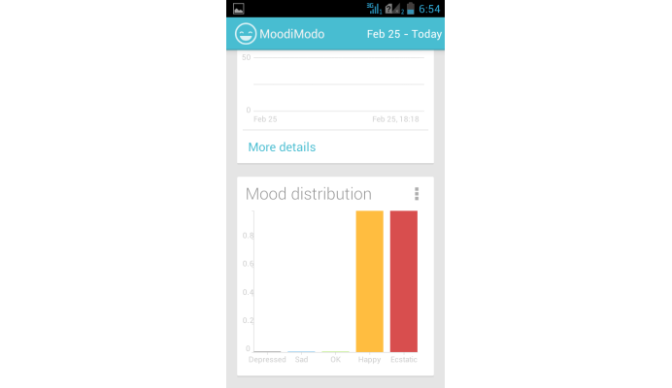 3G 6:54
MoodiModo Feb 25 - Today
50
0
Feb 25 Feb 25, 18:18
More details
Mood distribution
0.8
0.6
0.4
0.2
0
Depressed Sad OK Happy Ecstatic